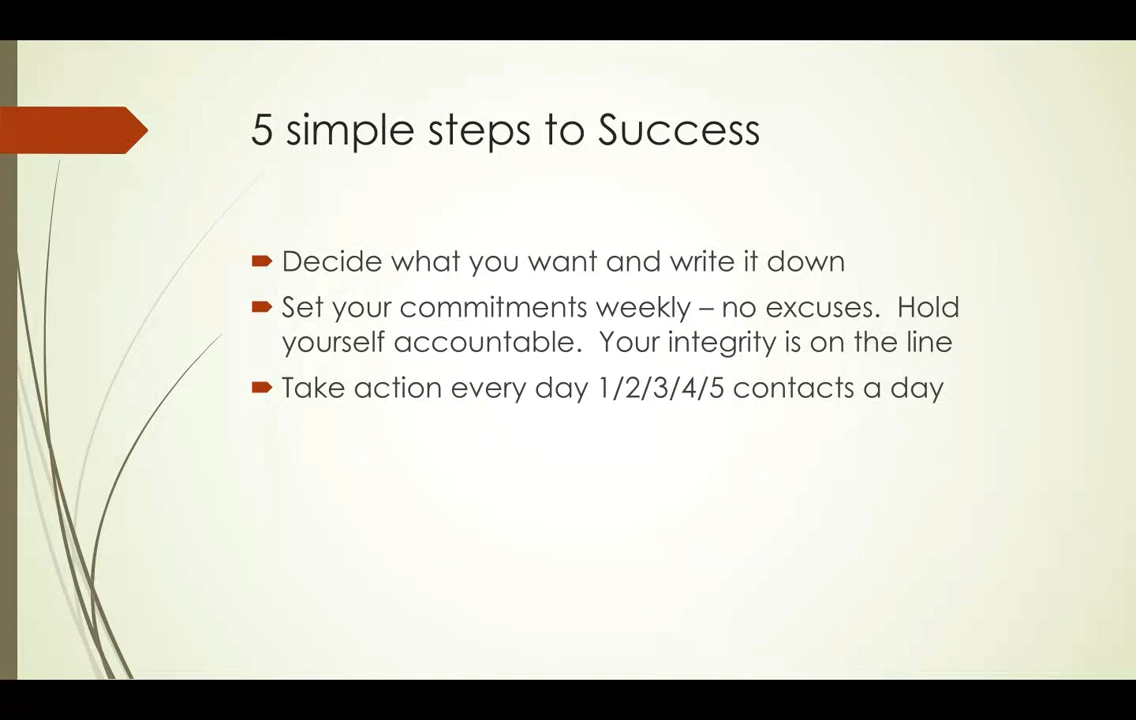 5 simple steps to Success
Decide what you want and write it down
Set your commitments weekly – no excuses.  Hold
yourself accountable.  Your integrity is on the line
Take action every day 1/2/3/4/5 contacts a day